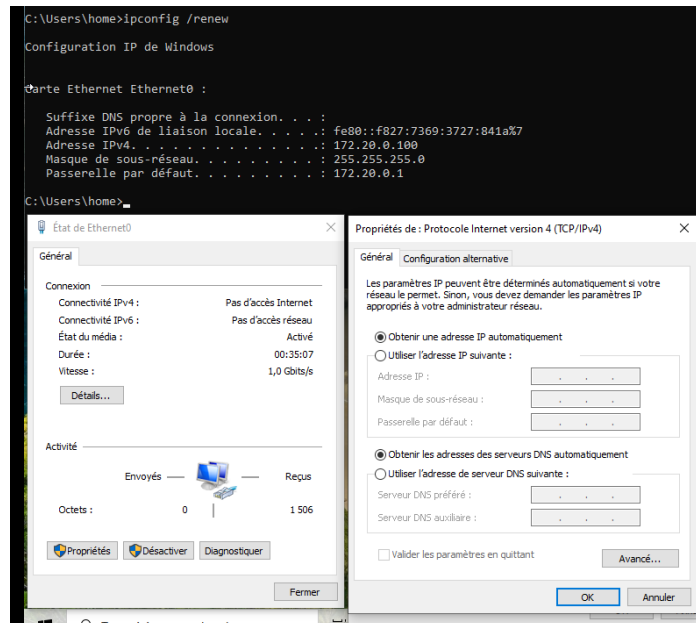 C:\Users\home>ipconfig /renew
Configuration IP de Windows
Carte Ethernet Ethernet0 :
Suffixe DNS propre à la connexion. . . :
Adresse IPv6 de liaison locale. . . . .: fe80::f827:7369:3727:841a%7
Adresse IPv4. . . . . . . . . . . . . .: 172.20.0.100
Masque de sous-réseau. . . . . . . . . : 255.255.255.0
Passerelle par défaut. . . . . . . . . : 172.20.0.1
C:\Users\home>
État de Ethernet0
Général
Connexion
Connectivité IPv4 : Pas d'accès Internet
Connectivité IPv6 : Pas d'accès réseau
État du média : Activé
Durée : 00:35:07
Vitesse : 1,0 Gbits/s
Détails...
Activité
Envoyés — — Reçus
Octets : 0 1 506
Propriétés Désactiver Diagnostiquer
Fermer
Propriétés de : Protocole Internet version 4 (TCP/IPv4)
Général Configuration alternative
Les paramètres IP peuvent être déterminés automatiquement si votre
réseau le permet. Sinon, vous devez demander les paramètres IP
appropriés à votre administrateur réseau.
Obtenir une adresse IP automatiquement
Utiliser l'adresse IP suivante :
Adresse IP :
Masque de sous-réseau :
Passerelle par défaut :
Obtenir les adresses des serveurs DNS automatiquement
Utiliser l'adresse de serveur DNS suivante :
Serveur DNS préféré :
Serveur DNS auxiliaire :
Valider les paramètres en quittant
Avancé...
OK Annuler